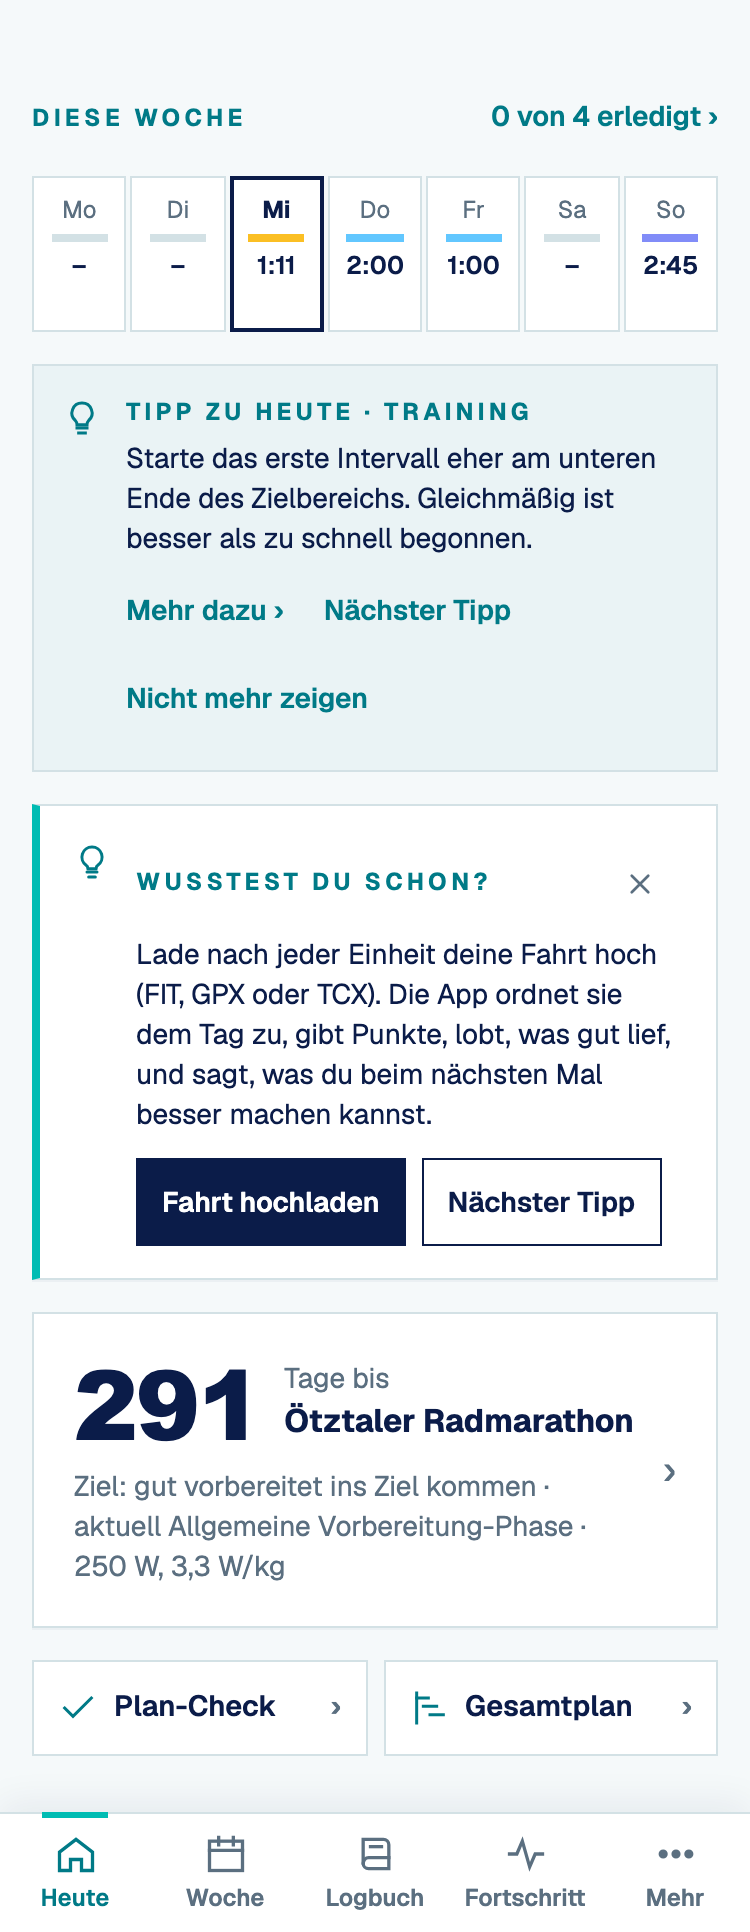 DIESE WOCHE
0 von 4 erledigt ›
Mo Di Mi Do Fr Sa So
– – 1:11 2:00 1:00 – 2:45
TIPP ZU HEUTE · TRAINING
Starte das erste Intervall eher am unteren
Ende des Zielbereichs. Gleichmäßig ist
besser als zu schnell begonnen.
Mehr dazu › Nächster Tipp
Nicht mehr zeigen
WUSSTEST DU SCHON?
Lade nach jeder Einheit deine Fahrt hoch
(FIT, GPX oder TCX). Die App ordnet sie
dem Tag zu, gibt Punkte, lobt, was gut lief,
und sagt, was du beim nächsten Mal
besser machen kannst.
Fahrt hochladen Nächster Tipp
291
Tage bis
Ötztaler Radmarathon
Ziel: gut vorbereitet ins Ziel kommen ·
aktuell Allgemeine Vorbereitung-Phase ·
250 W, 3,3 W/kg
›
Plan-Check › Gesamtplan ›
Heute Woche Logbuch Fortschritt Mehr